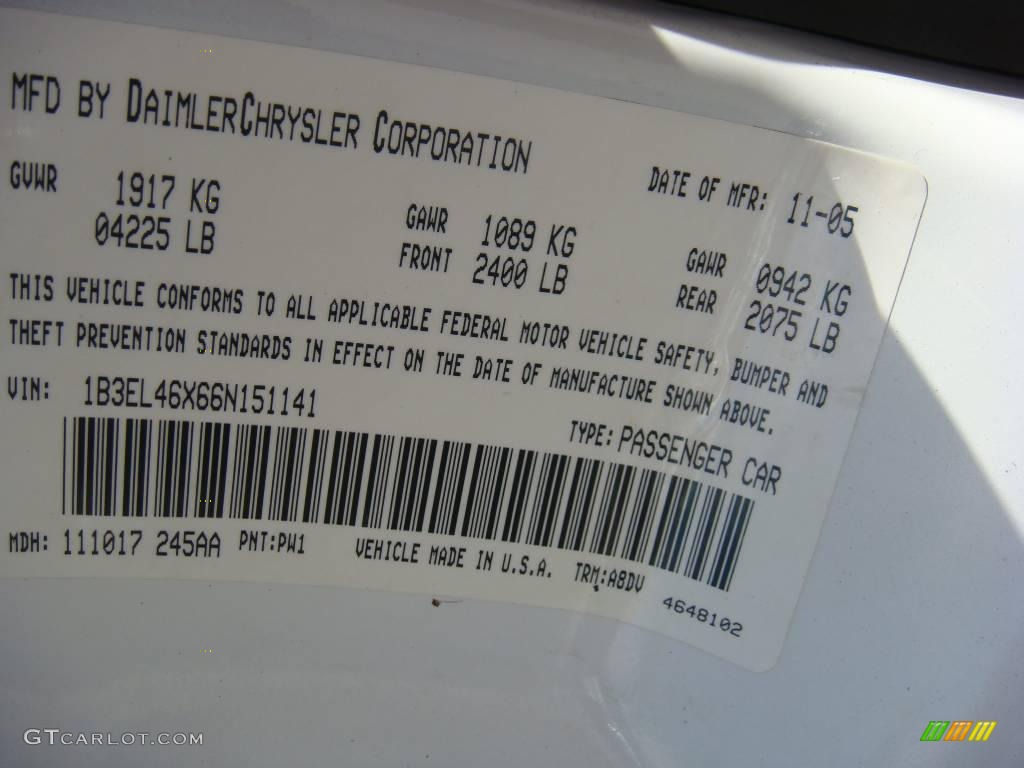 MFD BY DAIMLERCHRYSLER CORPORATION
DATE OF MFR: 11-05
GVWR 1917 KG
04225 LB
GAWR 1089 KG
FRONT 2400 LB
GAWR 0942 KG
REAR 2075 LB
THIS VEHICLE CONFORMS TO ALL APPLICABLE FEDERAL MOTOR VEHICLE SAFETY, BUMPER AND
THEFT PREVENTION STANDARDS IN EFFECT ON THE DATE OF MANUFACTURE SHOWN ABOVE.
VIN: 1B3EL46X66N151141
TYPE: PASSENGER CAR
MDH: 111017 245AA PNT:PW1 VEHICLE MADE IN U.S.A. TRM:A8DV
4648102
GTCARLOT.COM